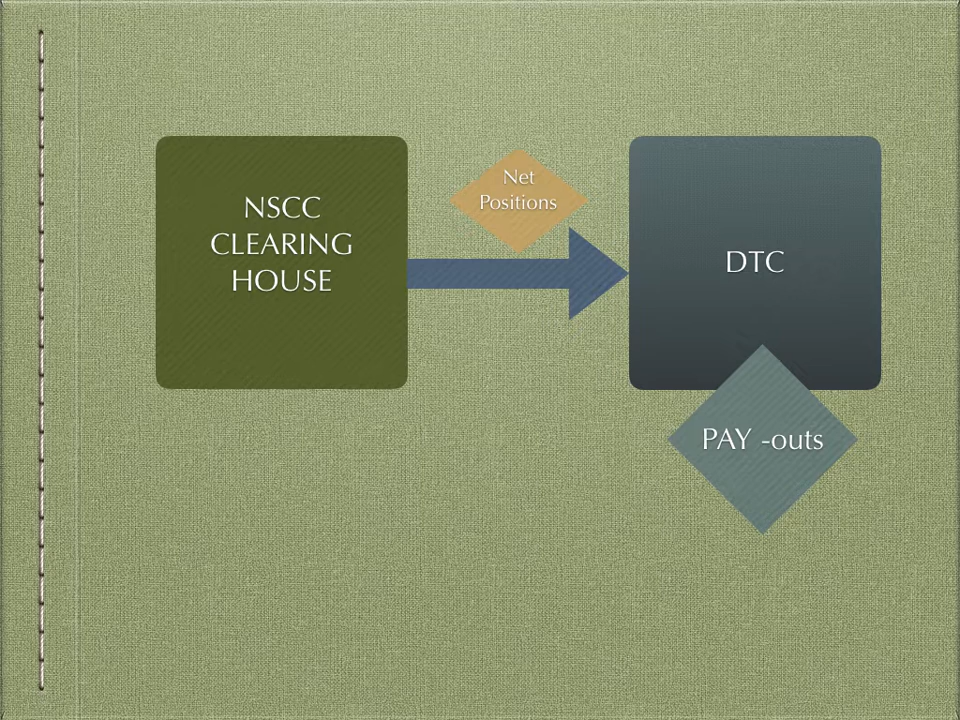 NSCC
CLEARING
HOUSE
Net
Positions
DTC
PAY -outs